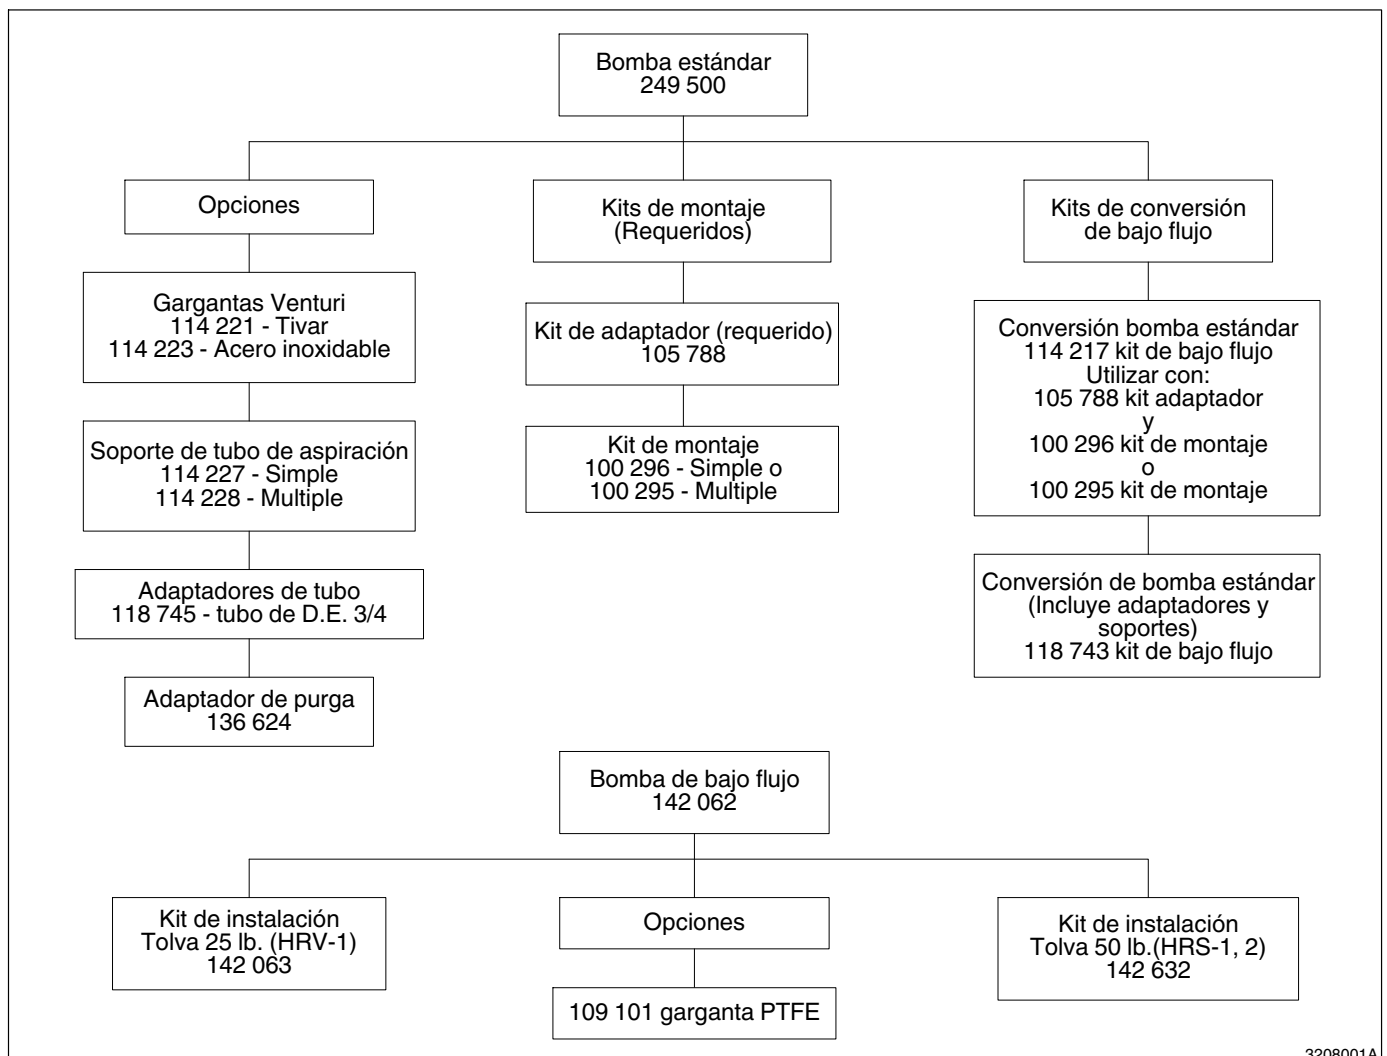 Bomba estándar
249 500
Opciones
Gargantas Venturi
114 221 - Tivar
114 223 - Acero inoxidable
Soporte de tubo de aspiración
114 227 - Simple
114 228 - Multiple
Adaptadores de tubo
118 745 - tubo de D.E. 3/4
Adaptador de purga
136 624
Kits de montaje
(Requeridos)
Kit de adaptador (requerido)
105 788
Kit de montaje
100 296 - Simple o
100 295 - Multiple
Kits de conversión
de bajo flujo
Conversión bomba estándar
114 217 kit de bajo flujo
Utilizar con:
105 788 kit adaptador
y
100 296 kit de montaje
o
100 295 kit de montaje
Conversión de bomba estándar
(Incluye adaptadores y
soportes)
118 743 kit de bajo flujo
Bomba de bajo flujo
142 062
Kit de instalación
Tolva 25 lb. (HRV-1)
142 063
Opciones
109 101 garganta PTFE
Kit de instalación
Tolva 50 lb.(HRS-1, 2)
142 632
3208001A